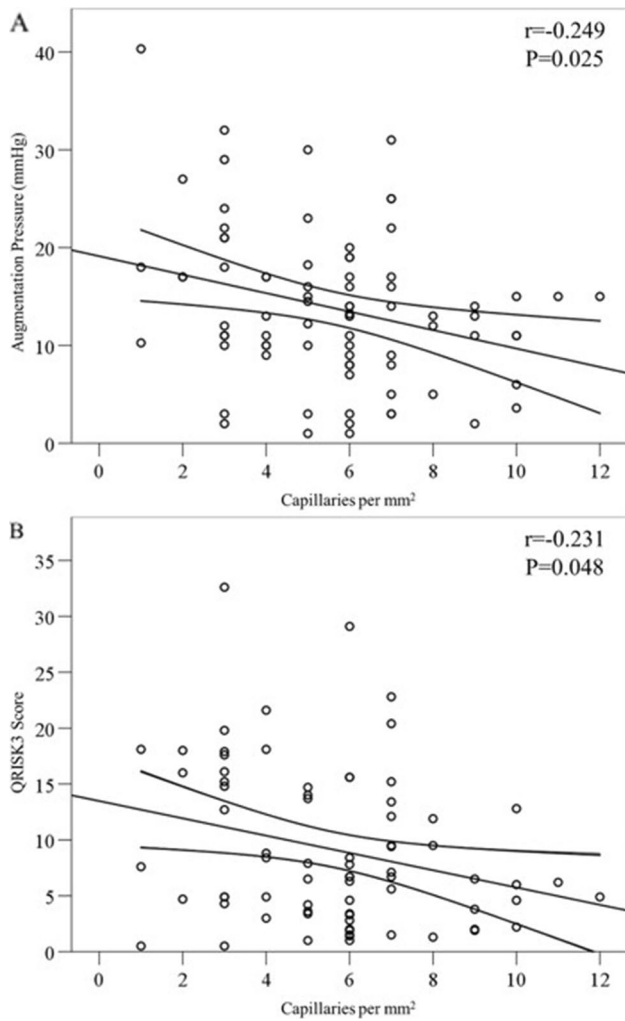 A
r=-0.249
P=0.025
40
30
20
10
0
Augmentation Pressure (mmHg)
0 2 4 6 8 10 12
Capillaries per mm²
B
r=-0.231
P=0.048
35
30
25
20
15
10
5
0
QRISK3 Score
0 2 4 6 8 10 12
Capillaries per mm²